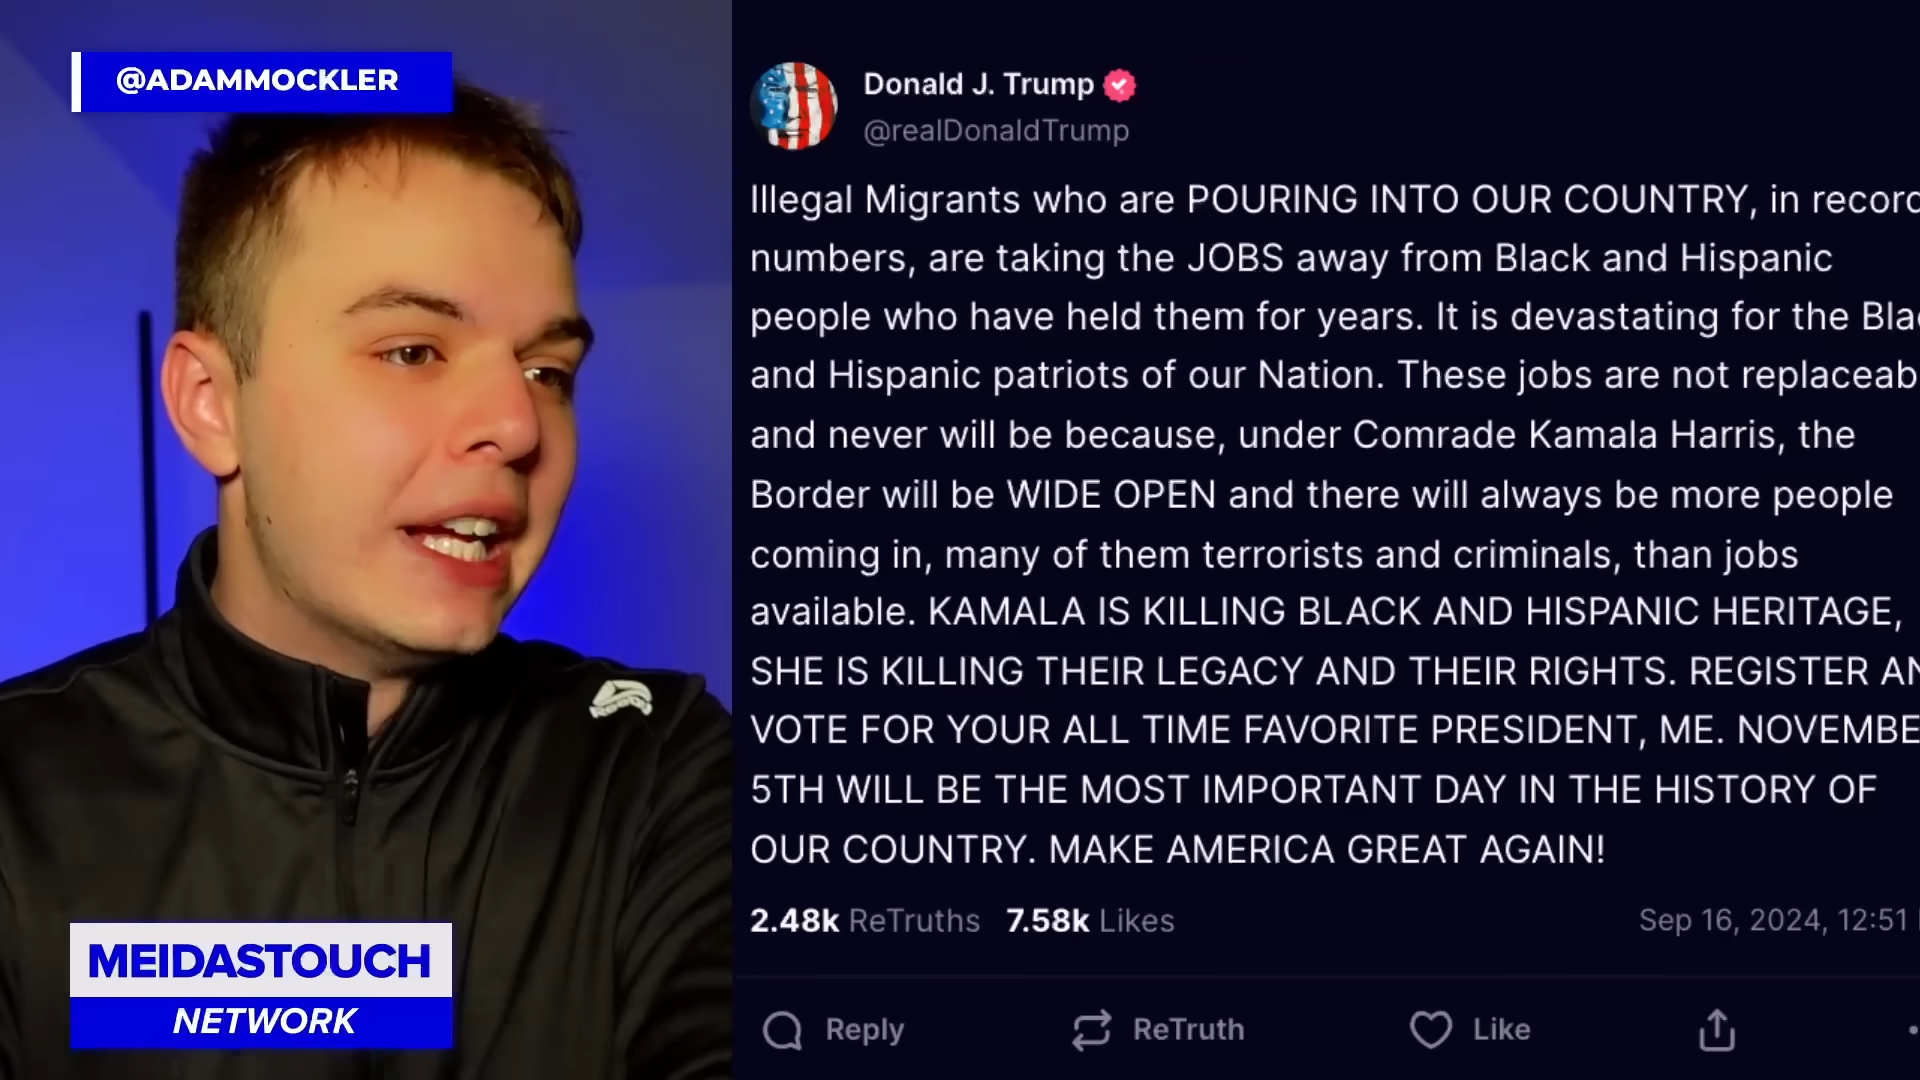 @ADAMMOCKLER
Donald J. Trump
@realDonaldTrump
Illegal Migrants who are POURING INTO OUR COUNTRY, in record
numbers, are taking the JOBS away from Black and Hispanic
people who have held them for years. It is devastating for the Bla
and Hispanic patriots of our Nation. These jobs are not replaceab
and never will be because, under Comrade Kamala Harris, the
Border will be WIDE OPEN and there will always be more people
coming in, many of them terrorists and criminals, than jobs
available. KAMALA IS KILLING BLACK AND HISPANIC HERITAGE,
SHE IS KILLING THEIR LEGACY AND THEIR RIGHTS. REGISTER AN
VOTE FOR YOUR ALL TIME FAVORITE PRESIDENT, ME. NOVEMBE
5TH WILL BE THE MOST IMPORTANT DAY IN THE HISTORY OF
OUR COUNTRY. MAKE AMERICA GREAT AGAIN!
2.48k ReTruths 7.58k Likes
Sep 16, 2024, 12:51
Reply ReTruth Like
MEIDASTOUCH
NETWORK